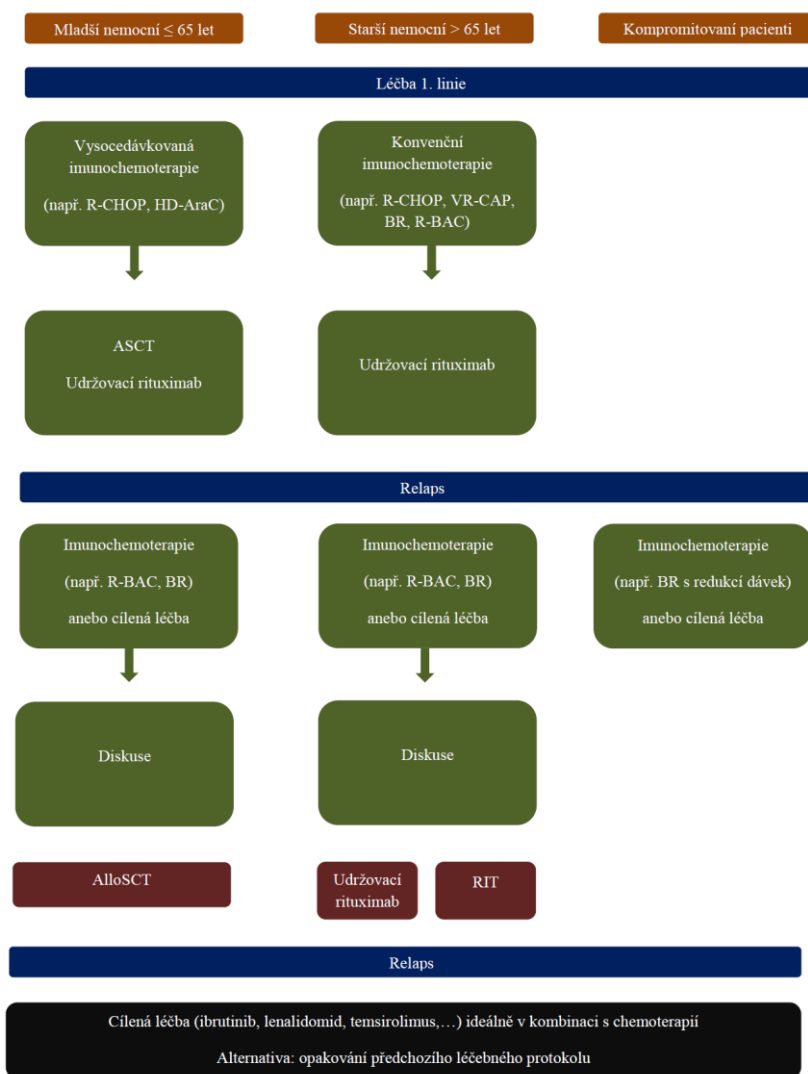 Mladší nemocní ≤ 65 let
Starší nemocní > 65 let
Kompromitovaní pacienti
Léčba 1. linie
Vysocedávkovaná
imunochemoterapie
(např. R-CHOP, HD-AraC)
Konvenční
imunochemoterapie
(např. R-CHOP, VR-CAP,
BR, R-BAC)
ASCT
Udržovací rituximab
Udržovací rituximab
Relaps
Imunochemoterapie
(např. R-BAC, BR)
anebo cílená léčba
Imunochemoterapie
(např. R-BAC, BR)
anebo cílená léčba
Imunochemoterapie
(např. BR s redukcí dávek)
anebo cílená léčba
Diskuse
Diskuse
AlloSCT
Udržovací
rituximab
RIT
Relaps
Cílená léčba (ibrutinib, lenalidomid, temsirolimus,…) ideálně v kombinaci s chemoterapií
Alternativa: opakování předchozího léčebného protokolu